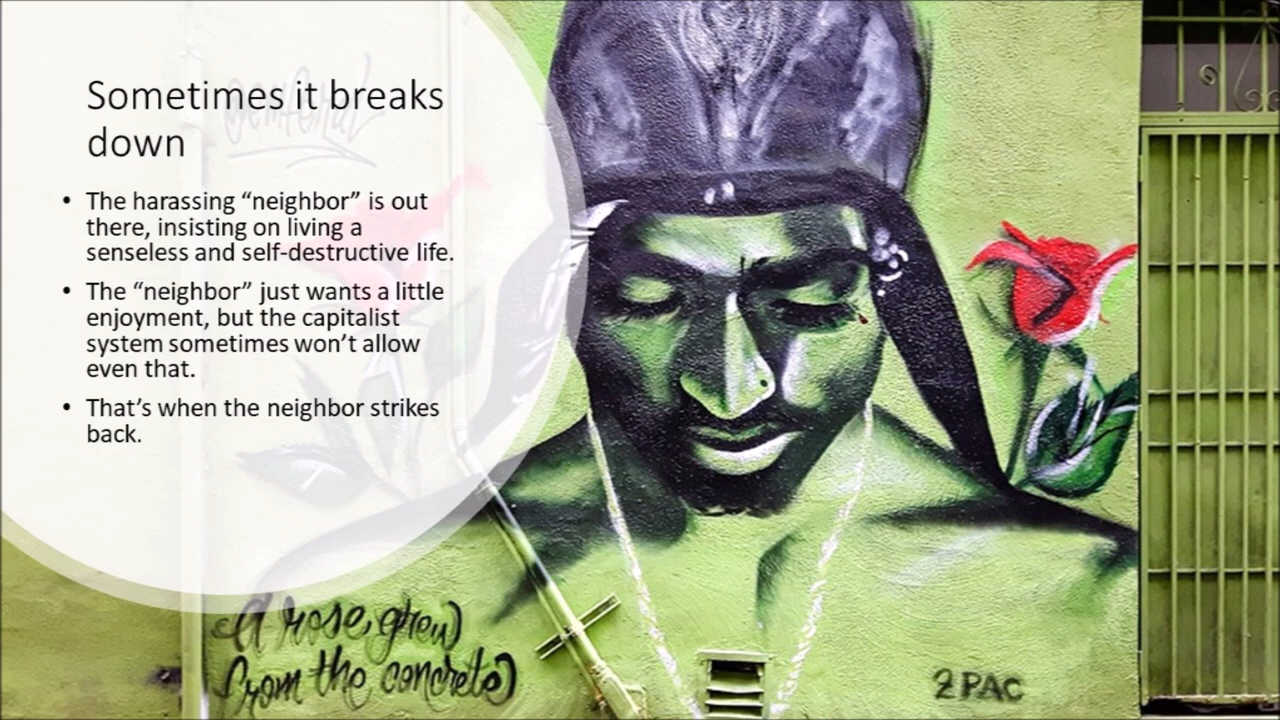 Sometimes it breaks
down
• The harassing “neighbor” is out
there, insisting on living a
senseless and self-destructive life.
• The “neighbor” just wants a little
enjoyment, but the capitalist
system sometimes won’t allow
even that.
• That’s when the neighbor strikes
back.
A rose grew
from the concrete
2PAC